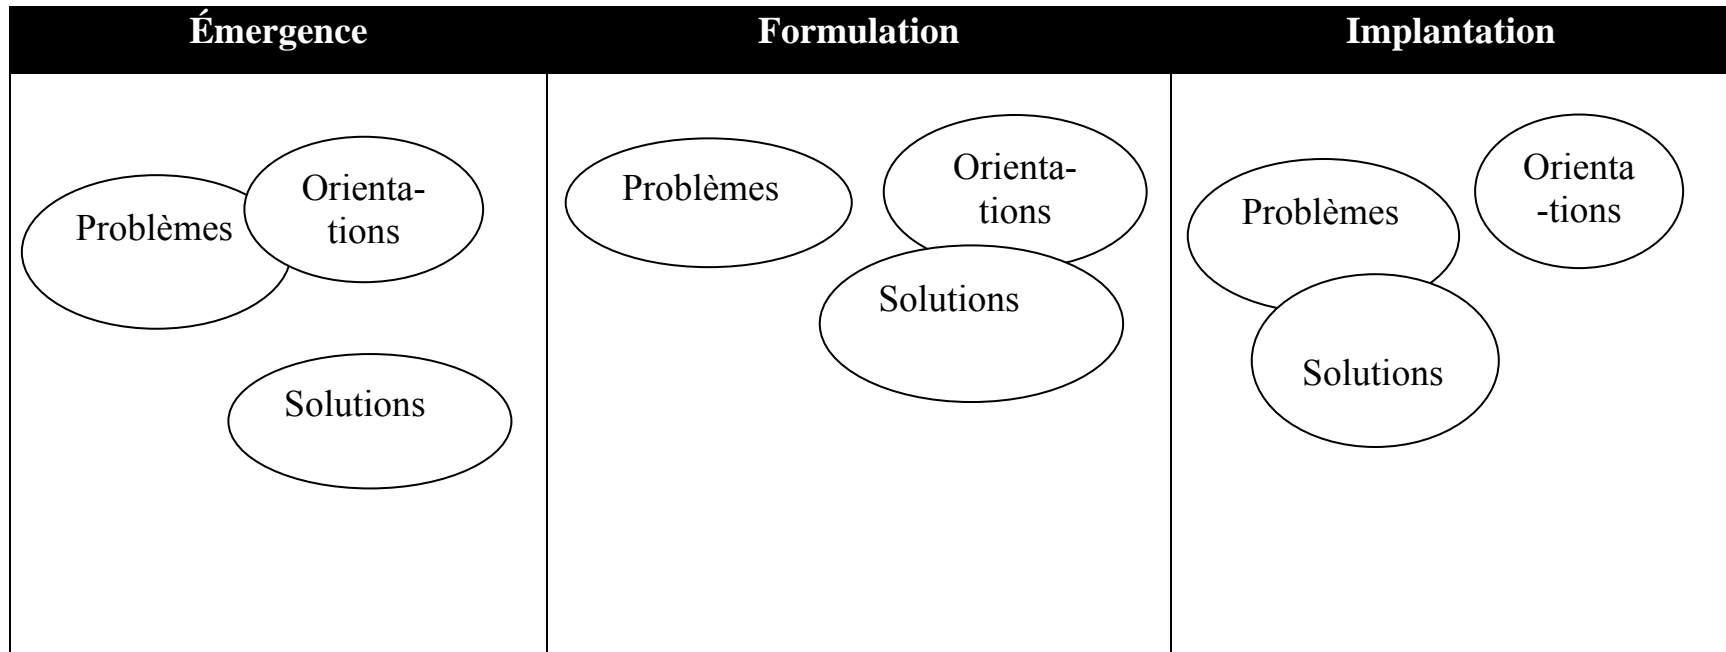 Émergence
Formulation
Implantation
Problèmes
Orienta-
tions
Solutions
Problèmes
Orienta-
tions
Solutions
Problèmes
Orienta
-tions
Solutions